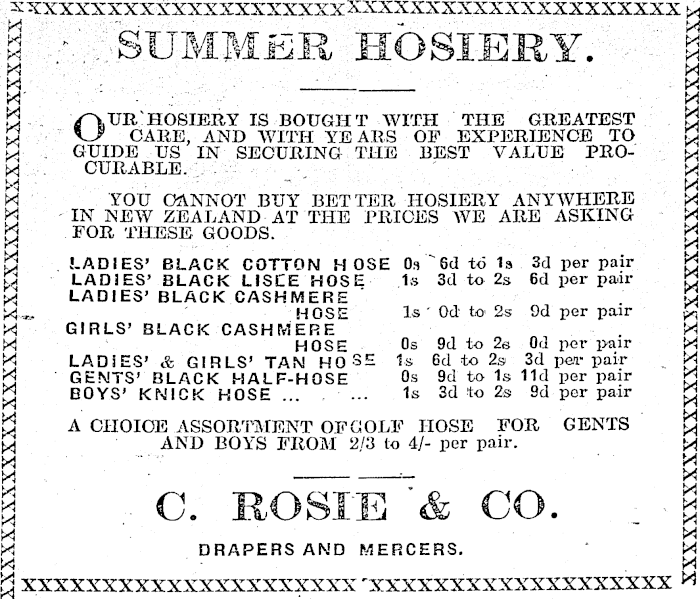 SUMMER HOSIERY.
OUR HOSIERY IS BOUGHT WITH THE GREATEST
CARE, AND WITH YEARS OF EXPERIENCE TO
GUIDE US IN SECURING THE BEST VALUE PRO-
CURABLE.
YOU CANNOT BUY BETTER HOSIERY ANYWHERE
IN NEW ZEALAND AT THE PRICES WE ARE ASKING
FOR THESE GOODS.
LADIES' BLACK COTTON HOSE 0s 6d to 1s 3d per pair
LADIES' BLACK LISLE HOSE 1s 3d to 2s 6d per pair
LADIES' BLACK CASHMERE
HOSE 1s 0d to 2s 9d per pair
GIRLS' BLACK CASHMERE
HOSE 0s 9d to 2s 0d per pair
LADIES' & GIRLS' TAN HOSE 1s 6d to 2s 3d per pair
GENTS' BLACK HALF-HOSE 0s 9d to 1s 11d per pair
BOYS' KNICK HOSE ... ... 1s 3d to 2s 9d per pair
A CHOICE ASSORTMENT OF GOLF HOSE FOR GENTS
AND BOYS FROM 2/3 to 4/- per pair.
C. ROSIE & CO.
DRAPERS AND MERCERS.